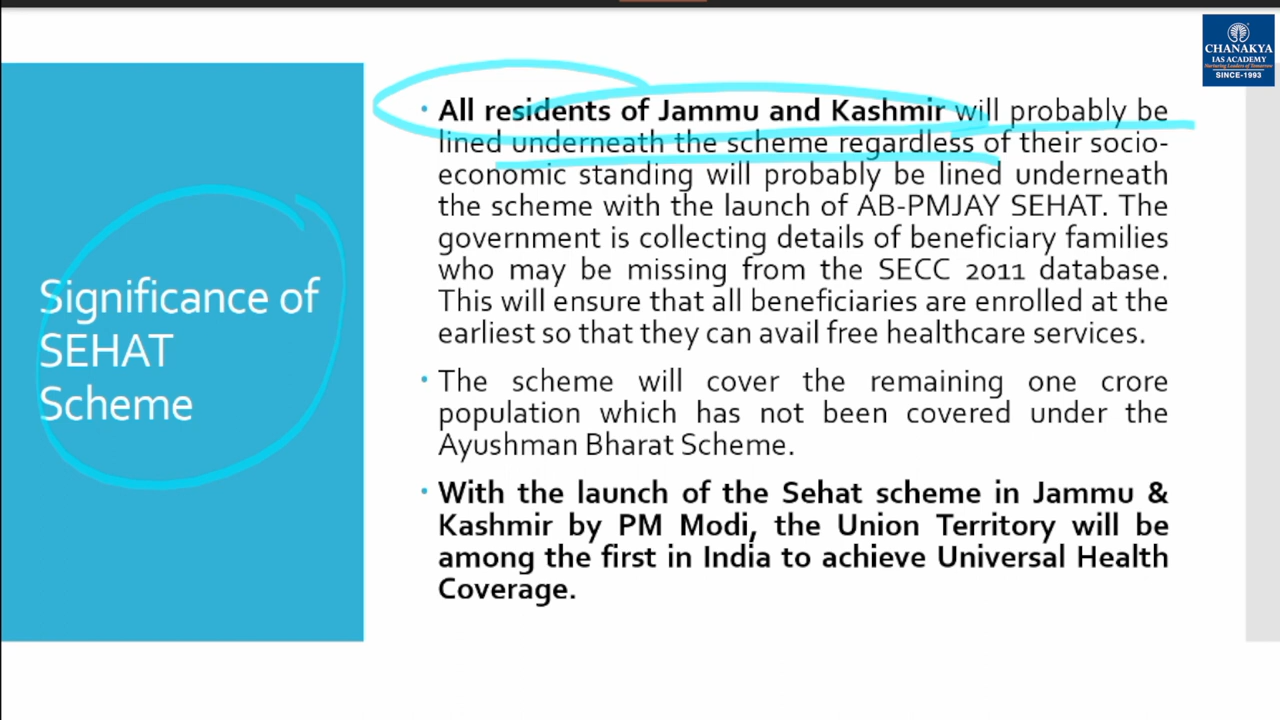 CHANAKYA
IAS ACADEMY
Nurturing Leaders of Tomorrow
SINCE-1993
Significance of
SEHAT
Scheme
• All residents of Jammu and Kashmir will probably be
lined underneath the scheme regardless of their socio-
economic standing will probably be lined underneath
the scheme with the launch of AB-PMJAY SEHAT. The
government is collecting details of beneficiary families
who may be missing from the SECC 2011 database.
This will ensure that all beneficiaries are enrolled at the
earliest so that they can avail free healthcare services.
• The scheme will cover the remaining one crore
population which has not been covered under the
Ayushman Bharat Scheme.
• With the launch of the Sehat scheme in Jammu &
Kashmir by PM Modi, the Union Territory will be
among the first in India to achieve Universal Health
Coverage.